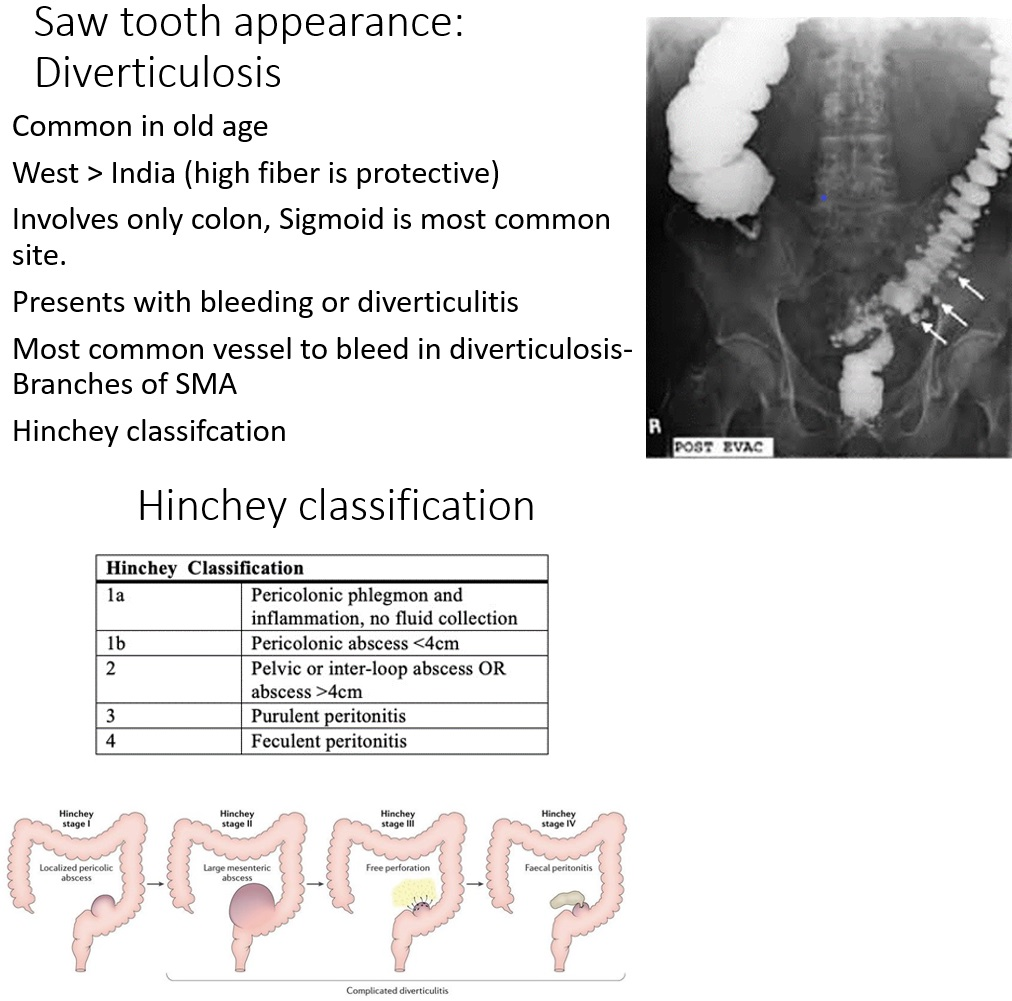 Saw tooth appearance:
Diverticulosis
Common in old age
West > India (high fiber is protective)
Involves only colon, Sigmoid is most common
site.
Presents with bleeding or diverticulitis
Most common vessel to bleed in diverticulosis-
Branches of SMA
Hinchey classifcation
R
POST EVAC
Hinchey classification
Hinchey Classification
1a Pericolonic phlegmon and
inflammation, no fluid collection
1b Pericolonic abscess <4cm
2 Pelvic or inter-loop abscess OR
abscess >4cm
3 Purulent peritonitis
4 Feculent peritonitis
Hinchey
stage I
Localized pericolic
abscess
Hinchey
stage II
Large mesenteric
abscess
Hinchey
stage III
Free perforation
Hinchey
stage IV
Faecal peritonitis
Complicated diverticulitis